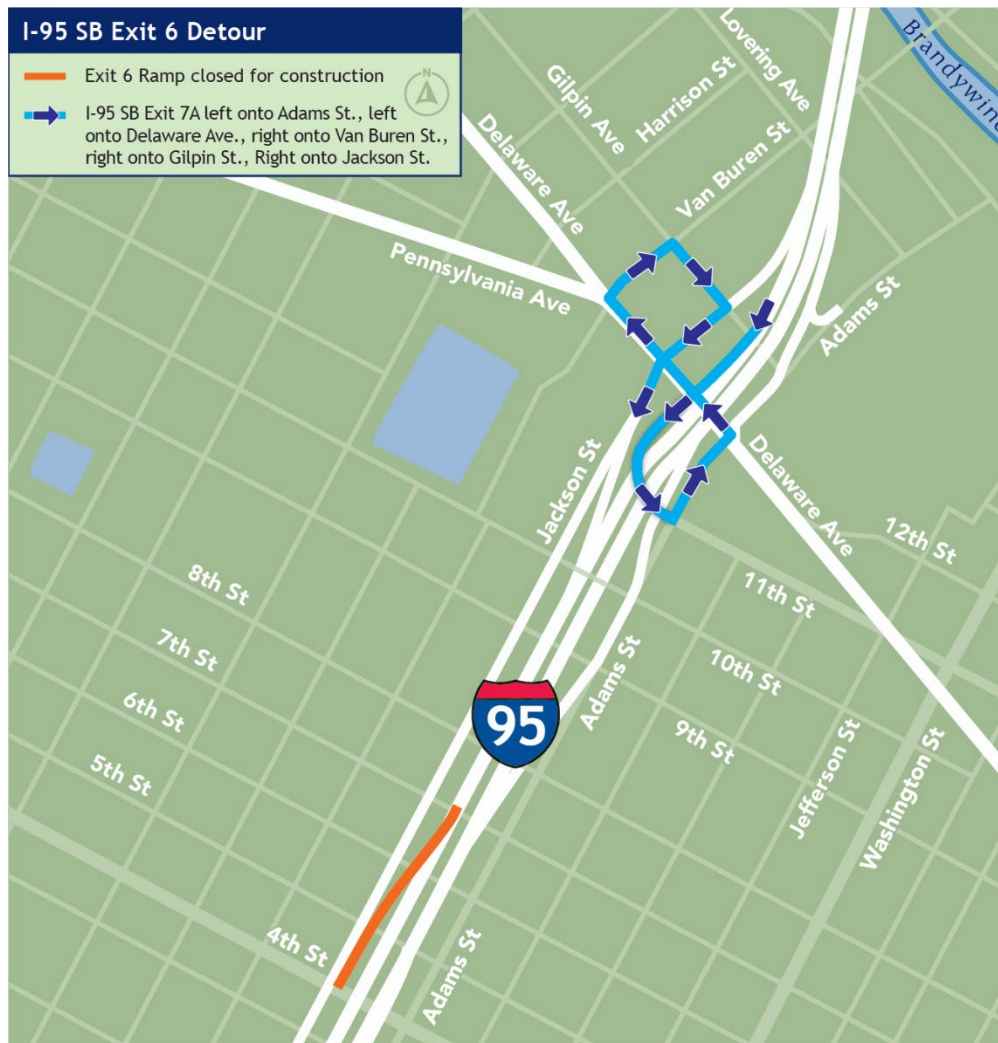 I-95 SB Exit 6 Detour
Exit 6 Ramp closed for construction
N
I-95 SB Exit 7A left onto Adams St., left
onto Delaware Ave., right onto Van Buren St.,
right onto Gilpin St., Right onto Jackson St.
Brandywine
Lovering Ave
Harrison St
Gilpin Ave
Delaware Ave
Van Buren St
Pennsylvania Ave
Adams St
Jackson St
Delaware Ave
12th St
11th St
10th St
9th St
8th St
7th St
6th St
5th St
4th St
Adams St
95
Jefferson St
Washington St
Adams St